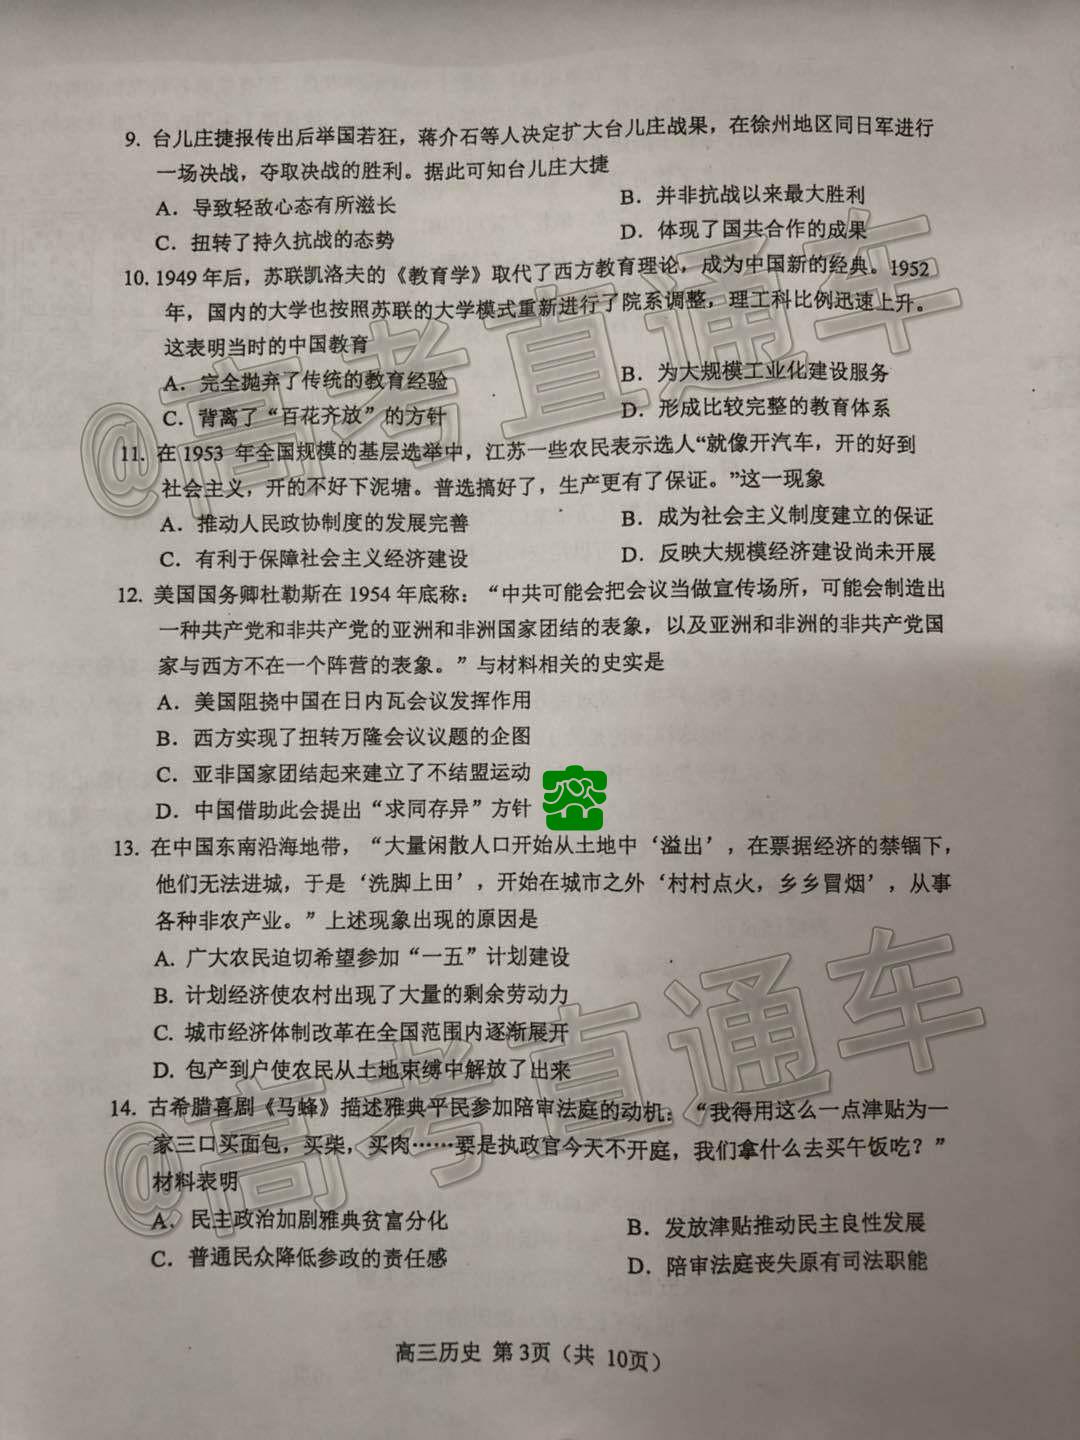 9. 台儿庄捷报传出后举国若狂，蒋介石等人决定扩大台儿庄战果，在徐州地区同日军进行
一场决战，夺取决战的胜利。据此可知台儿庄大捷
A．导致轻敌心态有所滋长
B．并非抗战以来最大胜利
C．扭转了持久抗战的态势
D．体现了国共合作的成果
10. 1949 年后，苏联凯洛夫的《教育学》取代了西方教育理论，成为中国新的经典。1952
年，国内的大学也按照苏联的大学模式重新进行了院系调整，理工科比例迅速上升。
这表明当时的中国教育
A．完全抛弃了传统的教育经验
B．为大规模工业化建设服务
C．背离了“百花齐放”的方针
D．形成比较完整的教育体系
11. 在1953 年全国规模的基层选举中，江苏一些农民表示选人“就像开汽车，开的好到
社会主义，开的不好下泥塘。普选搞好了，生产更有了保证。”这一现象
A．推动人民政协制度的发展完善
B．成为社会主义制度建立的保证
C．有利于保障社会主义经济建设
D．反映大规模经济建设尚未开展
12. 美国国务卿杜勒斯在 1954 年底称：“中共可能会把会议当做宣传场所，可能会制造出
一种共产党和非共产党的亚洲和非洲国家团结的表象，以及亚洲和非洲的非共产党国
家与西方不在一个阵营的表象。”与材料相关的史实是
A．美国阻挠中国在日内瓦会议发挥作用
B．西方实现了扭转万隆会议议题的企图
C．亚非国家团结起来建立了不结盟运动
D．中国借助此会提出“求同存异”方针
13. 在中国东南沿海地带，“大量闲散人口开始从土地中‘溢出’，在票据经济的禁锢下，
他们无法进城，于是‘洗脚上田’，开始在城市之外‘村村点火，乡乡冒烟’，从事
各种非农产业。”上述现象出现的原因是
A. 广大农民迫切希望参加“一五”计划建设
B. 计划经济使农村出现了大量的剩余劳动力
C. 城市经济体制改革在全国范围内逐渐展开
D. 包产到户使农民从土地束缚中解放了出来
14. 古希腊喜剧《马蜂》描述雅典平民参加陪审法庭的动机：“我得用这么一点津贴为一
家三口买面包，买柴，买肉……要是执政官今天不开庭，我们拿什么去买午饭吃？”
材料表明
A．民主政治加剧雅典贫富分化
B．发放津贴推动民主良性发展
C．普通民众降低参政的责任感
D．陪审法庭丧失原有司法职能
高三历史 第 3页（共 10页）
@高考直通车
@高考直通车